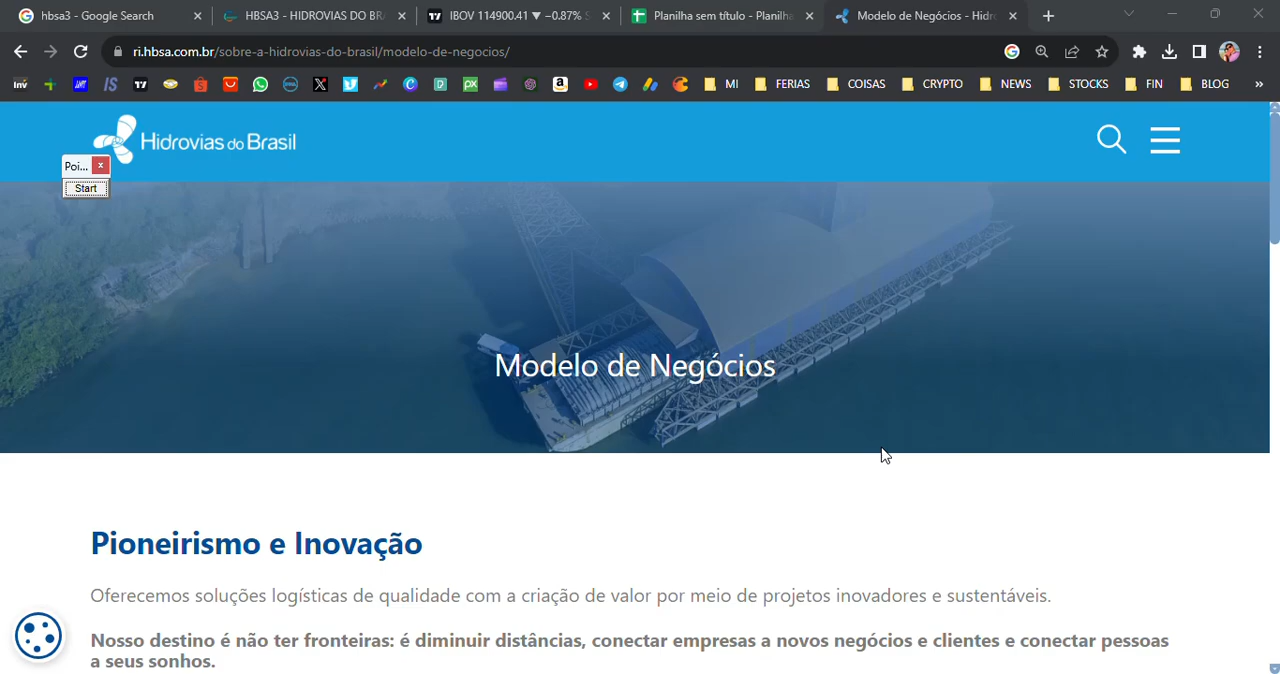 hbsa3 - Google Search
HBSA3 - HIDROVIAS DO BR
IBOV 114900.41 ▼ −0.87% S
Planilha sem título - Planilha
Modelo de Negócios - Hidro
ri.hbsa.com.br/sobre-a-hidrovias-do-brasil/modelo-de-negocios/
Inv
MI
FERIAS
COISAS
CRYPTO
NEWS
STOCKS
FIN
BLOG
»
Hidrovias do Brasil
Poi...
Start
Modelo de Negócios
Pioneirismo e Inovação
Oferecemos soluções logísticas de qualidade com a criação de valor por meio de projetos inovadores e sustentáveis.
Nosso destino é não ter fronteiras: é diminuir distâncias, conectar empresas a novos negócios e clientes e conectar pessoas
a seus sonhos.